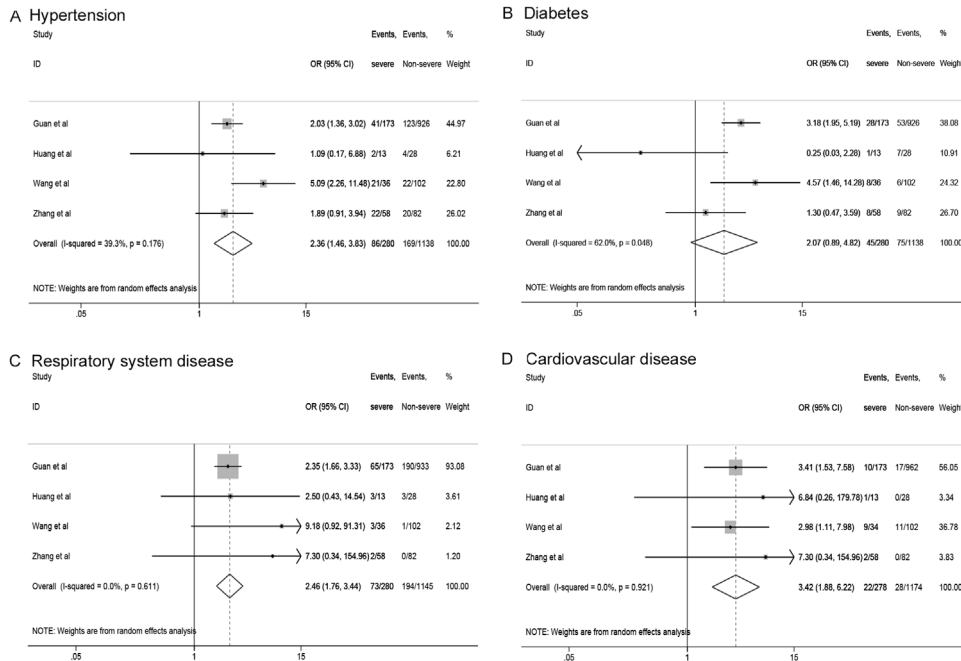 A Hypertension
Study Events, Events, %
ID OR (95% CI) severe Non-severe Weight
Guan et al 2.03 (1.36, 3.02) 41/173 123/926 44.97
Huang et al 1.09 (0.17, 6.88) 2/13 4/28 6.21
Wang et al 5.09 (2.26, 11.48) 21/36 22/102 22.80
Zhang et al 1.89 (0.91, 3.94) 22/58 20/82 26.02
Overall (I-squared = 39.3%, p = 0.176) 2.36 (1.46, 3.83) 86/280 169/1138 100.00
NOTE: Weights are from random effects analysis
.05 1 15
B Diabetes
Study Events, Events, %
ID OR (95% CI) severe Non-severe Weight
Guan et al 3.18 (1.95, 5.19) 28/173 53/926 38.08
Huang et al 0.25 (0.03, 2.28) 1/13 7/28 10.91
Wang et al 4.57 (1.46, 14.28) 8/36 6/102 24.32
Zhang et al 1.30 (0.47, 3.59) 8/58 9/82 26.70
Overall (I-squared = 62.0%, p = 0.048) 2.07 (0.89, 4.82) 45/280 75/1138 100.00
NOTE: Weights are from random effects analysis
.05 1 15
C Respiratory system disease
Study Events, Events, %
ID OR (95% CI) severe Non-severe Weight
Guan et al 2.35 (1.66, 3.33) 65/173 190/933 93.08
Huang et al 2.50 (0.43, 14.54) 3/13 3/28 3.61
Wang et al 9.18 (0.92, 91.31) 3/36 1/102 2.12
Zhang et al 7.30 (0.34, 154.96) 2/58 0/82 1.20
Overall (I-squared = 0.0%, p = 0.611) 2.46 (1.76, 3.44) 73/280 194/1145 100.00
NOTE: Weights are from random effects analysis
.05 1 15
D Cardiovascular disease
Study Events, Events, %
ID OR (95% CI) severe Non-severe Weight
Guan et al 3.41 (1.53, 7.58) 10/173 17/962 56.05
Huang et al 6.84 (0.26, 179.78) 1/13 0/28 3.34
Wang et al 2.98 (1.11, 7.98) 9/34 11/102 36.78
Zhang et al 7.30 (0.34, 154.96) 2/58 0/82 3.83
Overall (I-squared = 0.0%, p = 0.921) 3.42 (1.88, 6.22) 22/278 28/1174 100.00
NOTE: Weights are from random effects analysis
.05 1 15